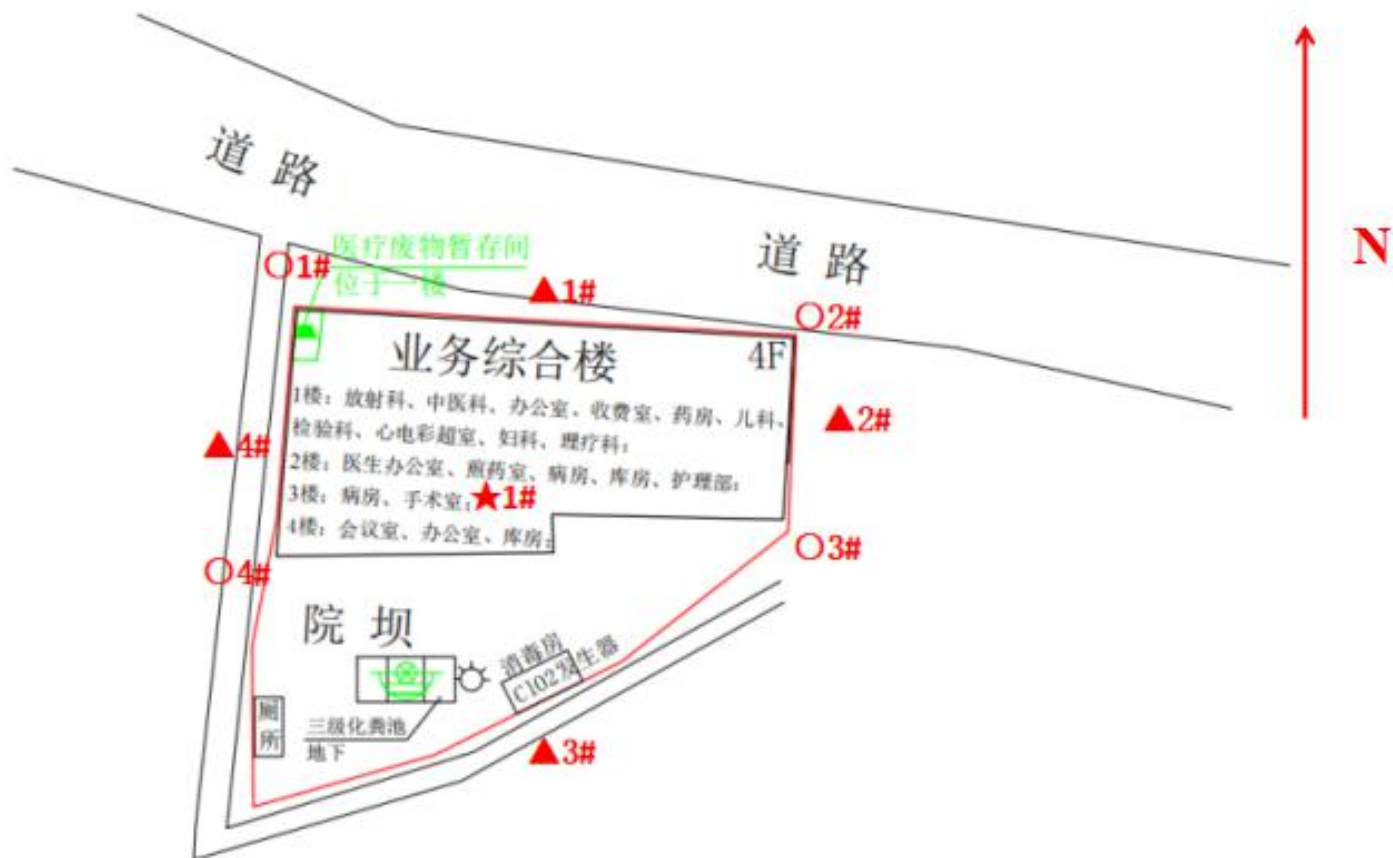 道路
N
医疗废物暂存间
位于一楼
○1#
▲1#
道路
○2#
业务综合楼
4F
1楼：放射科、中医科、办公室、收费室、药房、儿科、
检验科、心电彩超室、妇科、理疗科；
2楼：医生办公室、煎药室、病房、库房、护理部；
3楼：病房、手术室；
★1#
4楼：会议室、办公室、库房；
▲2#
▲4#
○3#
○4#
院坝
消毒房
C102发生器
厕所
三级化粪池
地下
▲3#